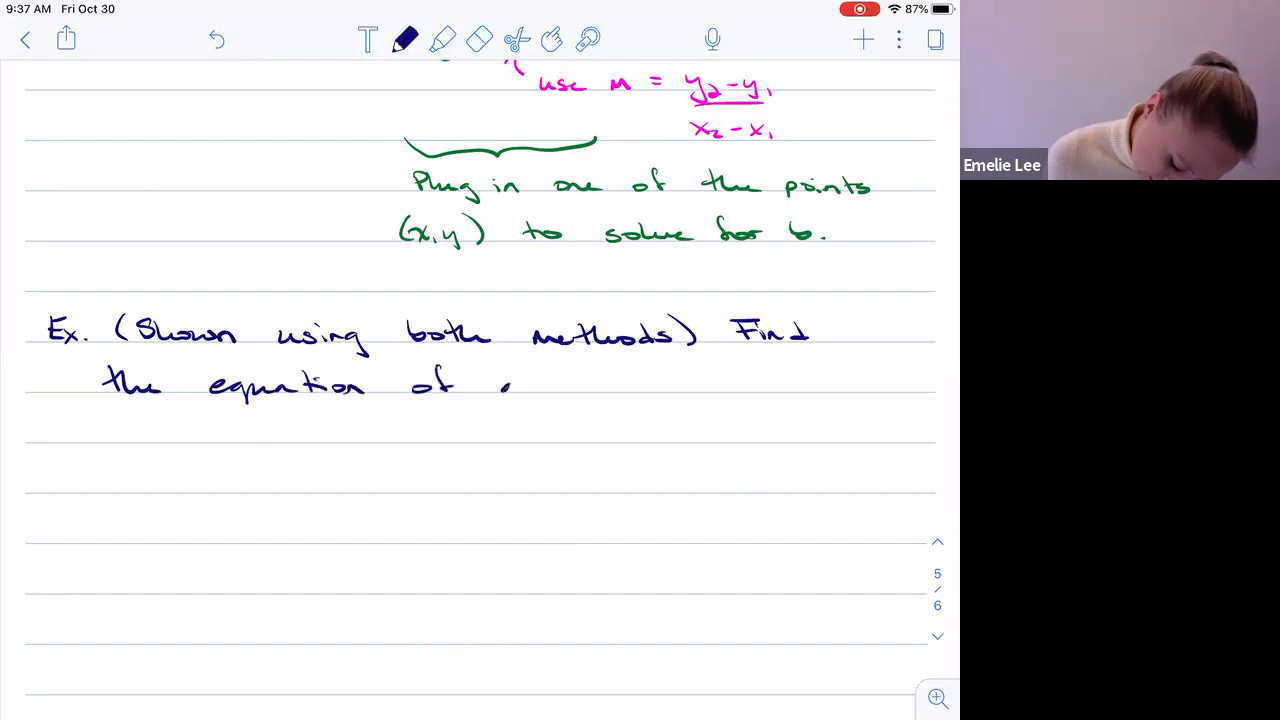 9:37 AM Fri Oct 30
87%
use m = y₂-y₁
x₂-x₁
Plug in one of the points
(x,y) to solve for b.
Ex. (Shown using both methods) Find
the equation of
5
6
Emelie Lee